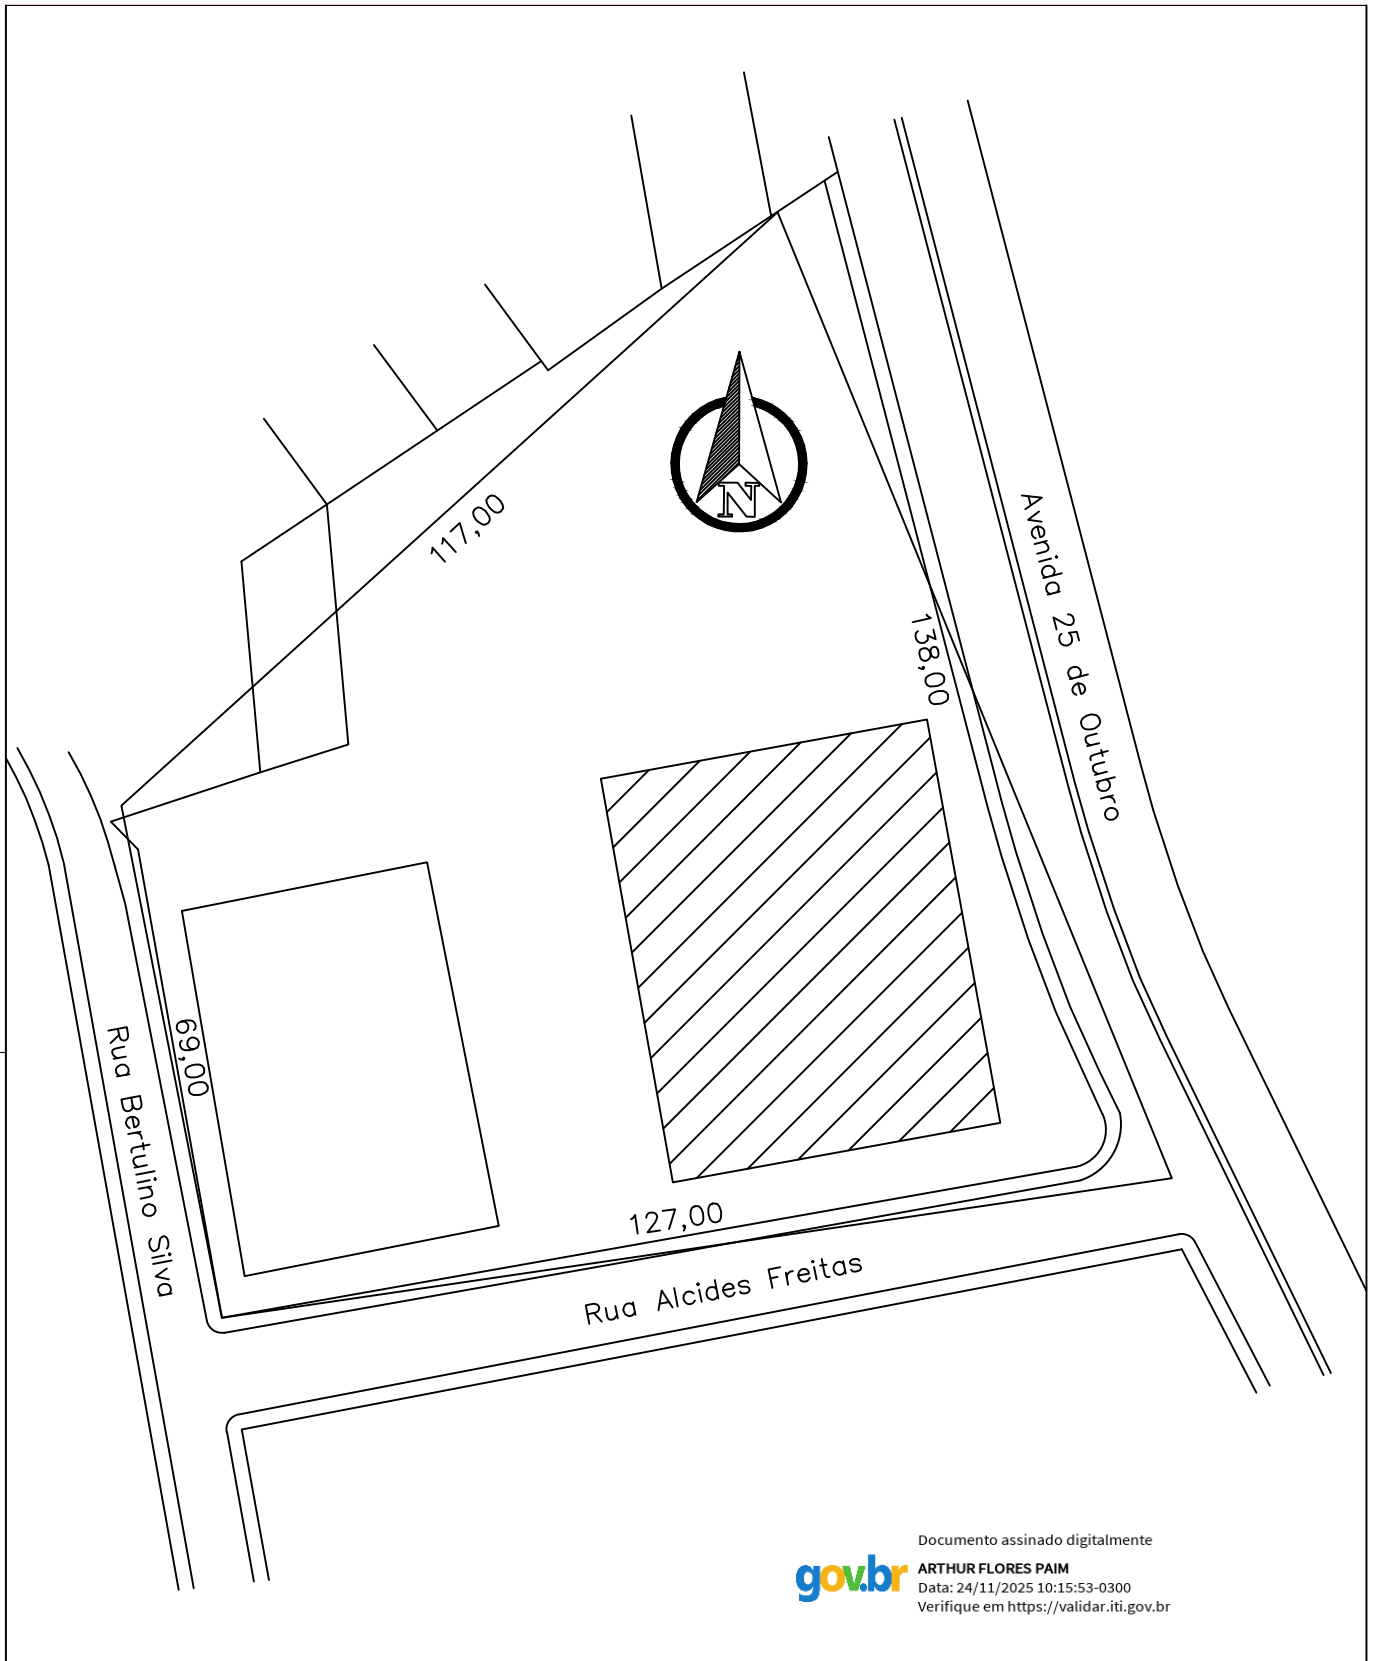 N
117,00
Avenida 25 de Outubro
138,00
69,00
Rua Bertulino Silva
127,00
Rua Alcides Freitas
Documento assinado digitalmente
gov.br
ARTHUR FLORES PAIM
Data: 24/11/2025 10:15:53-0300
Verifique em https://validar.iti.gov.br